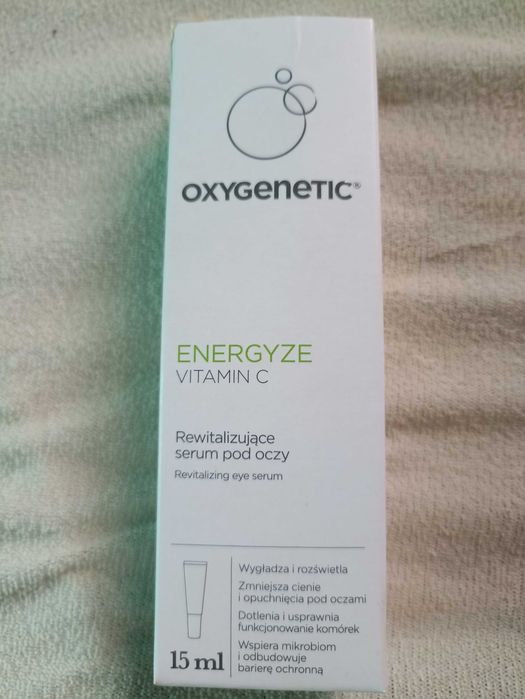 OXYGENETIC®
ENERGYZE
VITAMIN C
Rewitalizujące
serum pod oczy
Revitalizing eye serum
15 ml
Wygładza i rozświetla
Zmniejsza cienie
i opuchnięcia pod oczami
Dotlenia i usprawnia
funkcjonowanie komórek
Wspiera mikrobiom
i odbudowuje
barierę ochronną